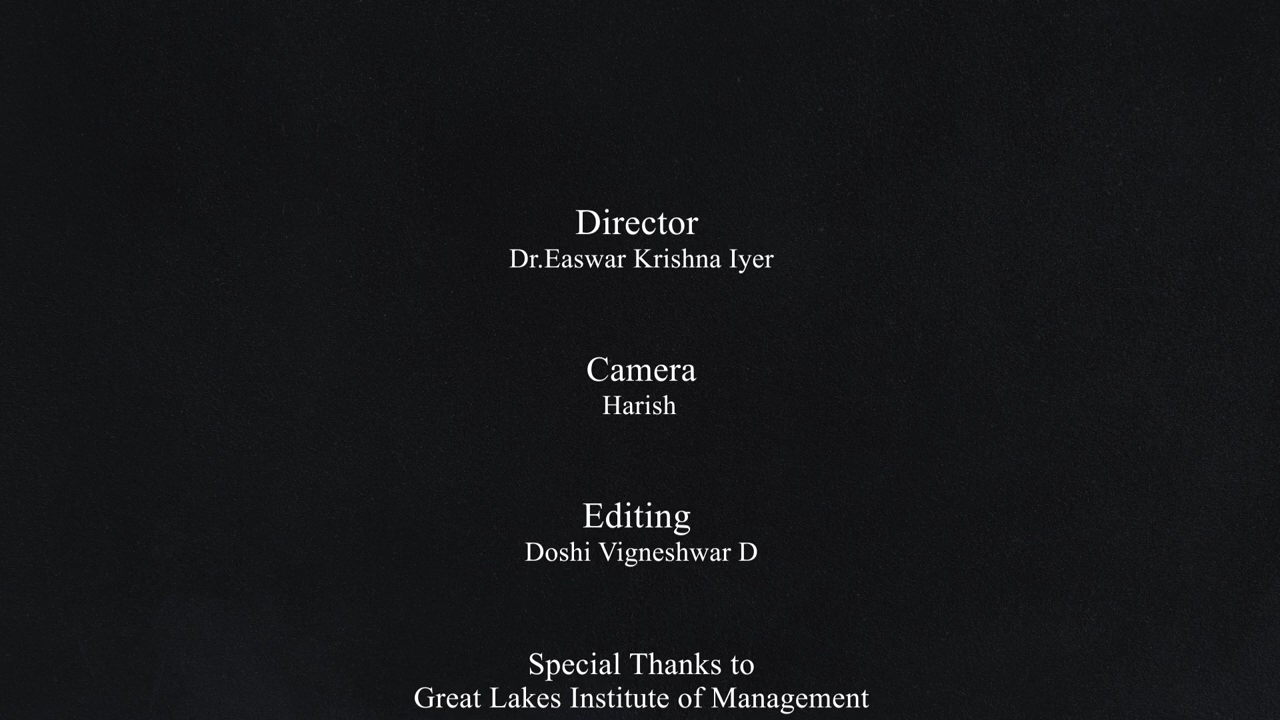 Director
Dr.Easwar Krishna Iyer
Camera
Harish
Editing
Doshi Vigneshwar D
Special Thanks to
Great Lakes Institute of Management